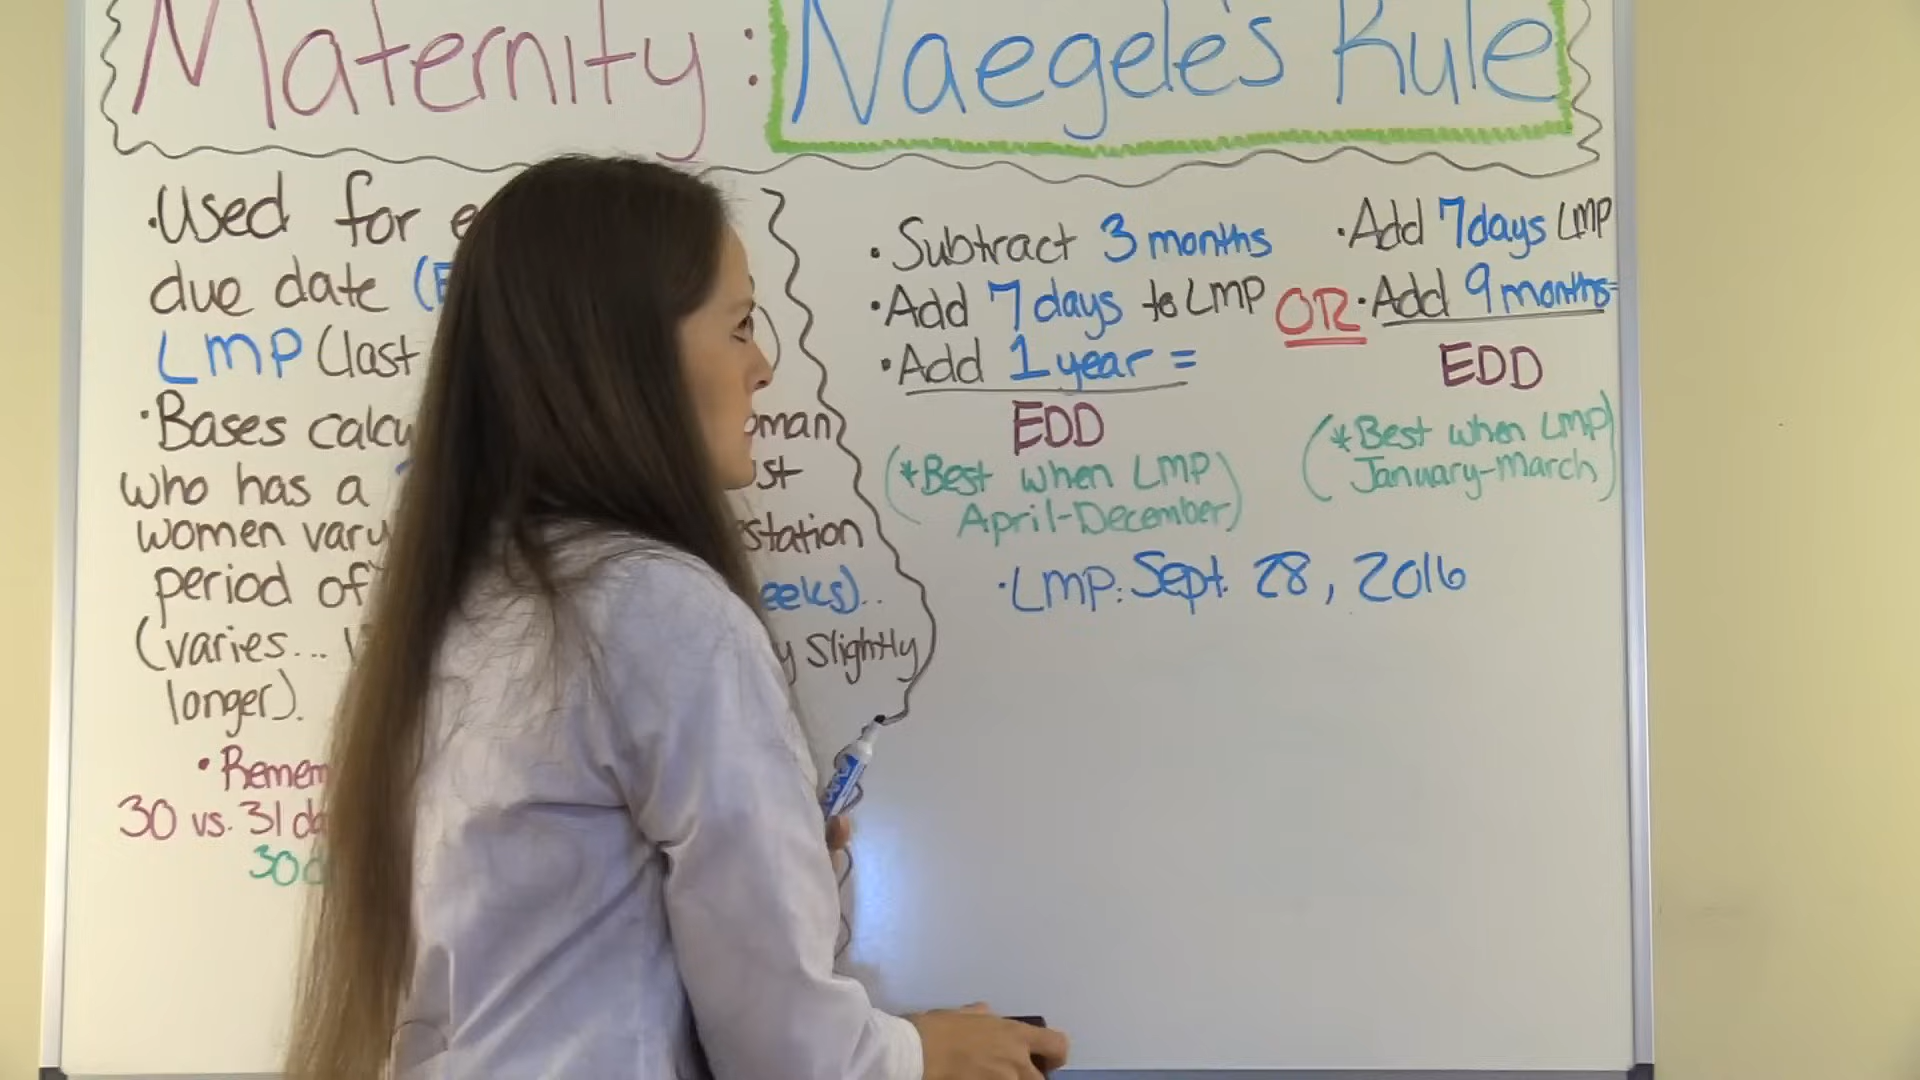 Maternity: Naegele's Rule
•Used for
due date
LMP (last
•Bases calcu
who has a
women vary
period of
(varies...
longer).
•Remem
30 vs. 31 da
30
oman
st
station
eeks)..
y slightly
•Subtract 3 months
•Add 7 days to LMP
•Add 1 year =
EDD
(*Best when LMP
April-December)
OR
•Add 7days LMP
•Add 9 months=
EDD
(*Best when LMP
January-March)
•LMP: Sept. 28, 2016
EXPO